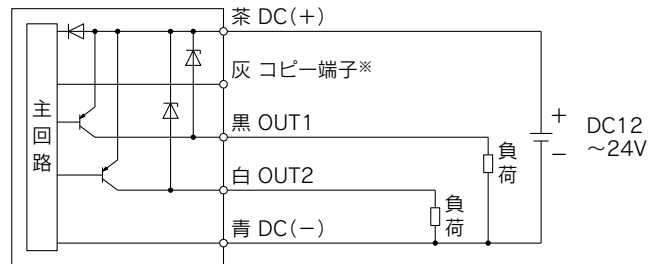 茶 DC(+)
灰 コピー端子※
主回路
黒 OUT1
白 OUT2
青 DC(−)
負荷
負荷
+
−
DC12
～24V